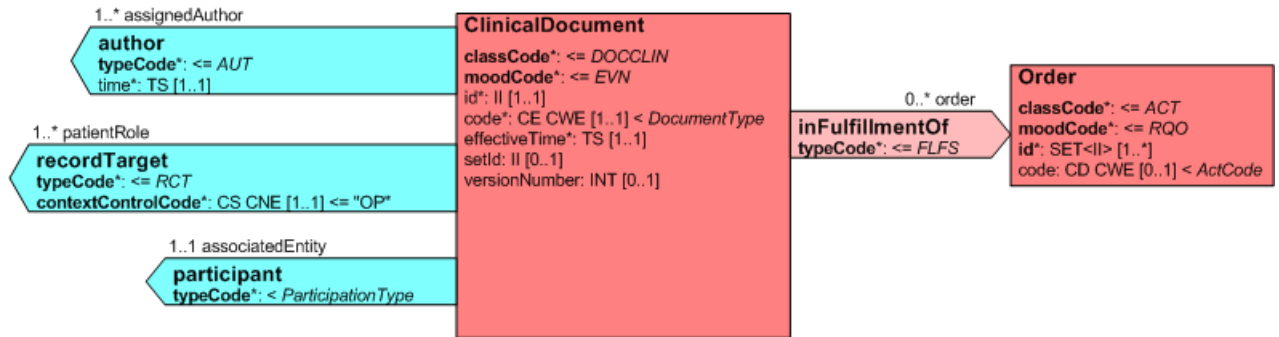 1..* assignedAuthor
author
typeCode*: <= AUT
time*: TS [1..1]
1..* patientRole
recordTarget
typeCode*: <= RCT
contextControlCode*: CS CNE [1..1] <= "OP"
1..1 associatedEntity
participant
typeCode*: < ParticipationType
ClinicalDocument
classCode*: <= DOCCLIN
moodCode*: <= EVN
id*: II [1..1]
code*: CE CWE [1..1] < DocumentType
effectiveTime*: TS [1..1]
setId: II [0..1]
versionNumber: INT [0..1]
0..* order
inFulfillmentOf
typeCode*: <= FLFS
Order
classCode*: <= ACT
moodCode*: <= RQO
id*: SET<II> [1..*]
code: CD CWE [0..1] < ActCode